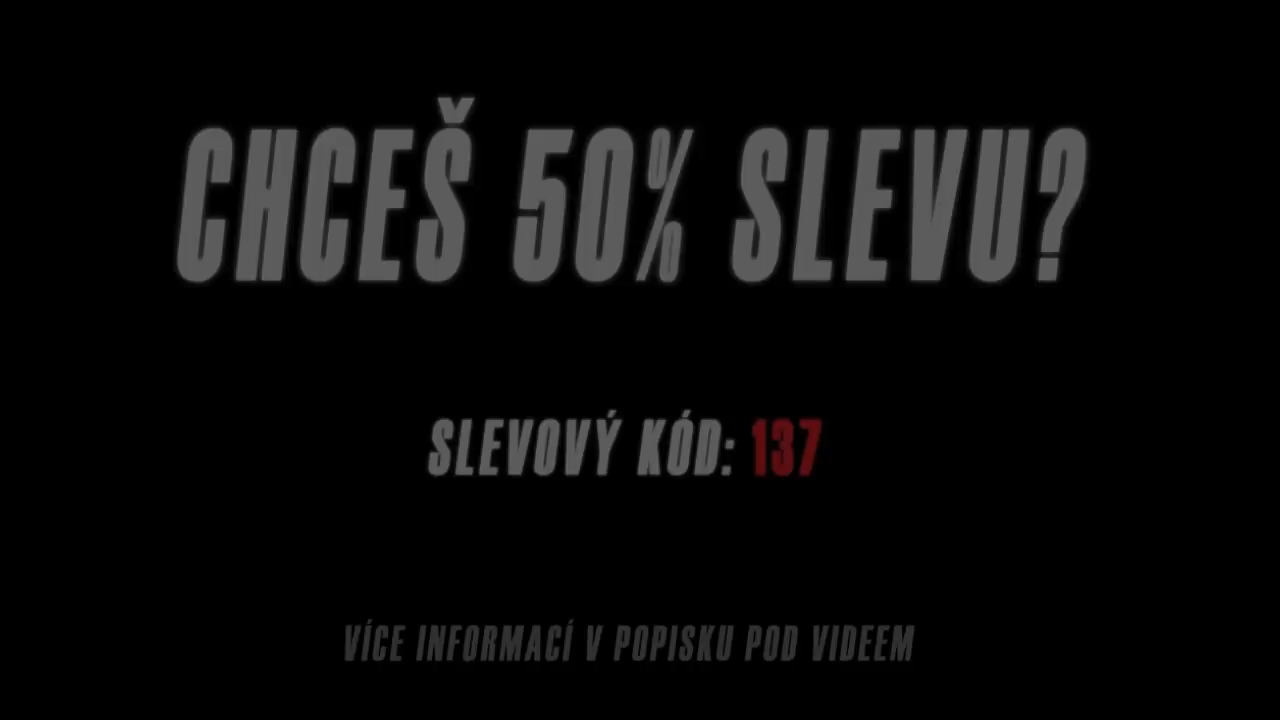 CHCEŠ 50% SLEVU?
SLEVOVÝ KÓD: 137
VÍCE INFORMACÍ V POPISKU POD VIDEEM